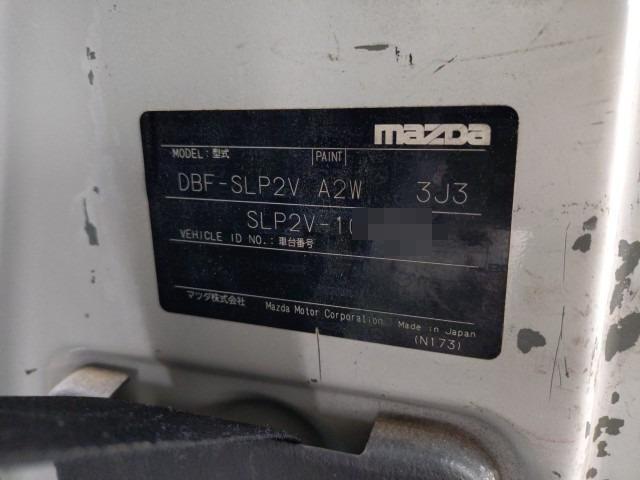 mazda
MODEL:型式 PAINT
DBF-SLP2V A2W 3J3
SLP2V-1
VEHICLE ID NO.:車台番号
マツダ株式会社 Mazda Motor Corporation Made in Japan
(N173)